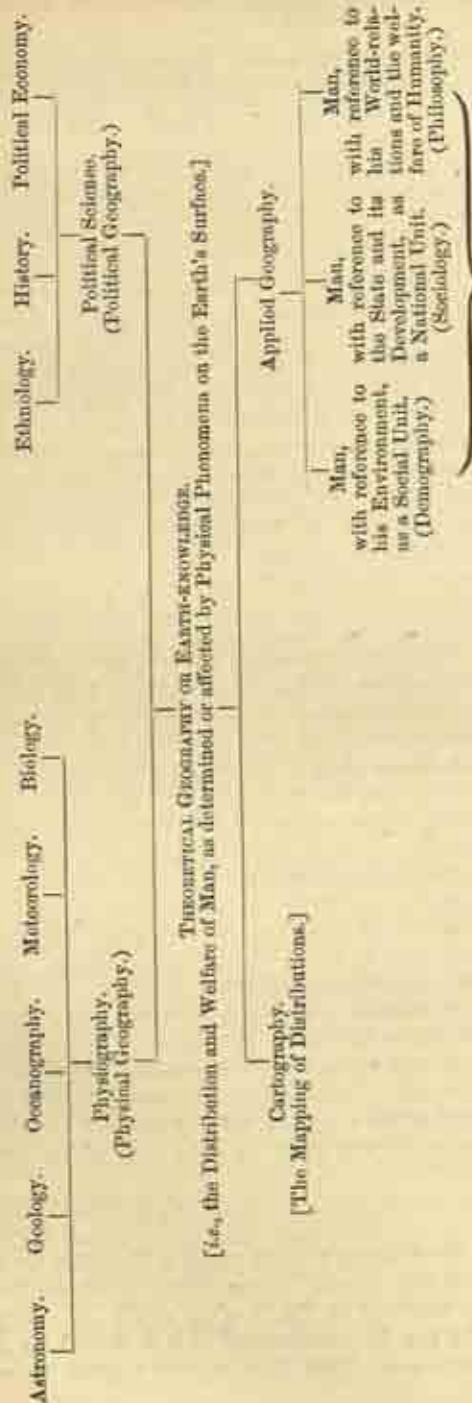 Astronomy. Geology. Oceanography. Meteorology. Biology. Ethnology. History. Political Economy.
Physiography. Political Science.
(Physical Geography.) (Political Geography.)
THEORETICAL GEOGRAPHY OR EARTH-KNOWLEDGE.
[i.e., the Distribution and Welfare of Man, as determined or affected by Physical Phenomena on the Earth's Surface.]
Cartography. Applied Geography.
[The Mapping of Distributions.]
Man,
with reference to
his Environment,
as a Social Unit.
(Demography.)
Man,
with reference to
the State and its
Development, as
a National Unit.
(Sociology.)
Man,
with reference to
his World-rela-
tions and the wel-
fare of Humanity.
(Philosophy.)